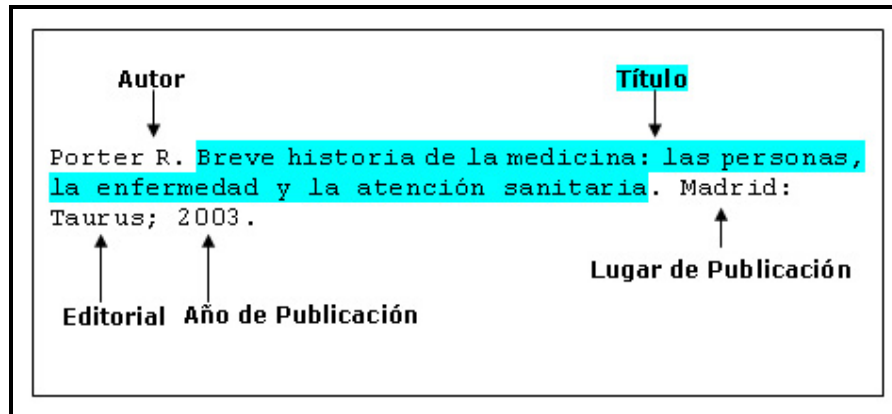 Autor Título
Porter R. Breve historia de la medicina: las personas,
la enfermedad y la atención sanitaria. Madrid:
Taurus; 2003.
Lugar de Publicación
Editorial Año de Publicación